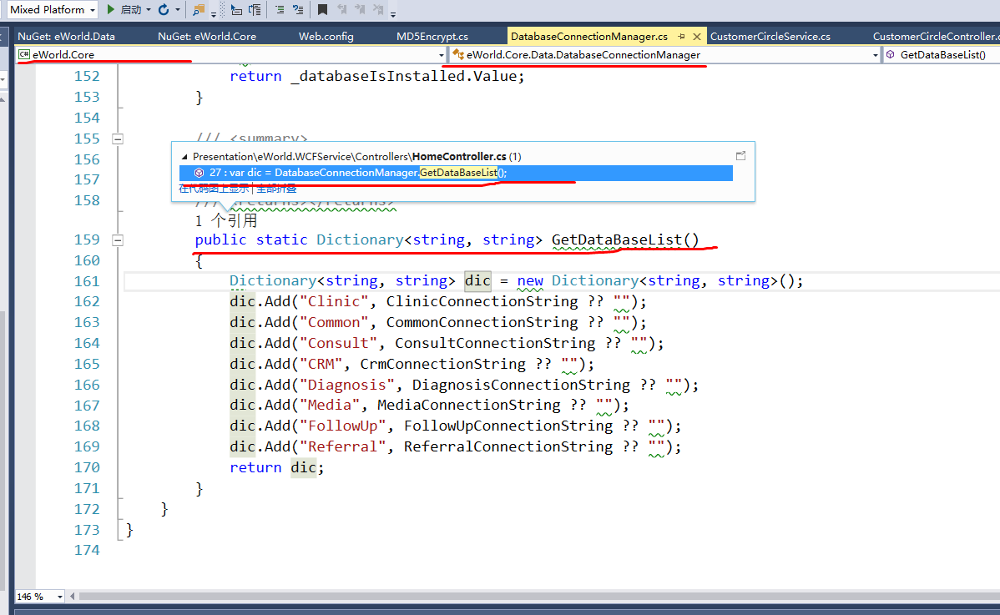 Mixed Platform 启动
NuGet: eWorld.Data NuGet: eWorld.Core Web.config MD5Encrypt.cs DatabaseConnectionManager.cs CustomerCircleService.cs CustomerCircleController.c
C# eWorld.Core eWorld.Core.Data.DatabaseConnectionManager GetDataBaseList()
152 return _databaseIsInstalled.Value;
153 }
154
155 /// <summary>
156 Presentation\eWorld.WCFService\Controllers\HomeController.cs (1)
157 27 : var dic = DatabaseConnectionManager.GetDataBaseList();
在代码图上显示 | 全部折叠
158 /// <returns></returns>
1 个引用
159 public static Dictionary<string, string> GetDataBaseList()
160 {
161 Dictionary<string, string> dic = new Dictionary<string, string>();
162 dic.Add("Clinic", ClinicConnectionString ?? "");
163 dic.Add("Common", CommonConnectionString ?? "");
164 dic.Add("Consult", ConsultConnectionString ?? "");
165 dic.Add("CRM", CrmConnectionString ?? "");
166 dic.Add("Diagnosis", DiagnosisConnectionString ?? "");
167 dic.Add("Media", MediaConnectionString ?? "");
168 dic.Add("FollowUp", FollowUpConnectionString ?? "");
169 dic.Add("Referral", ReferralConnectionString ?? "");
170 return dic;
171 }
172 }
173 }
174
146 %